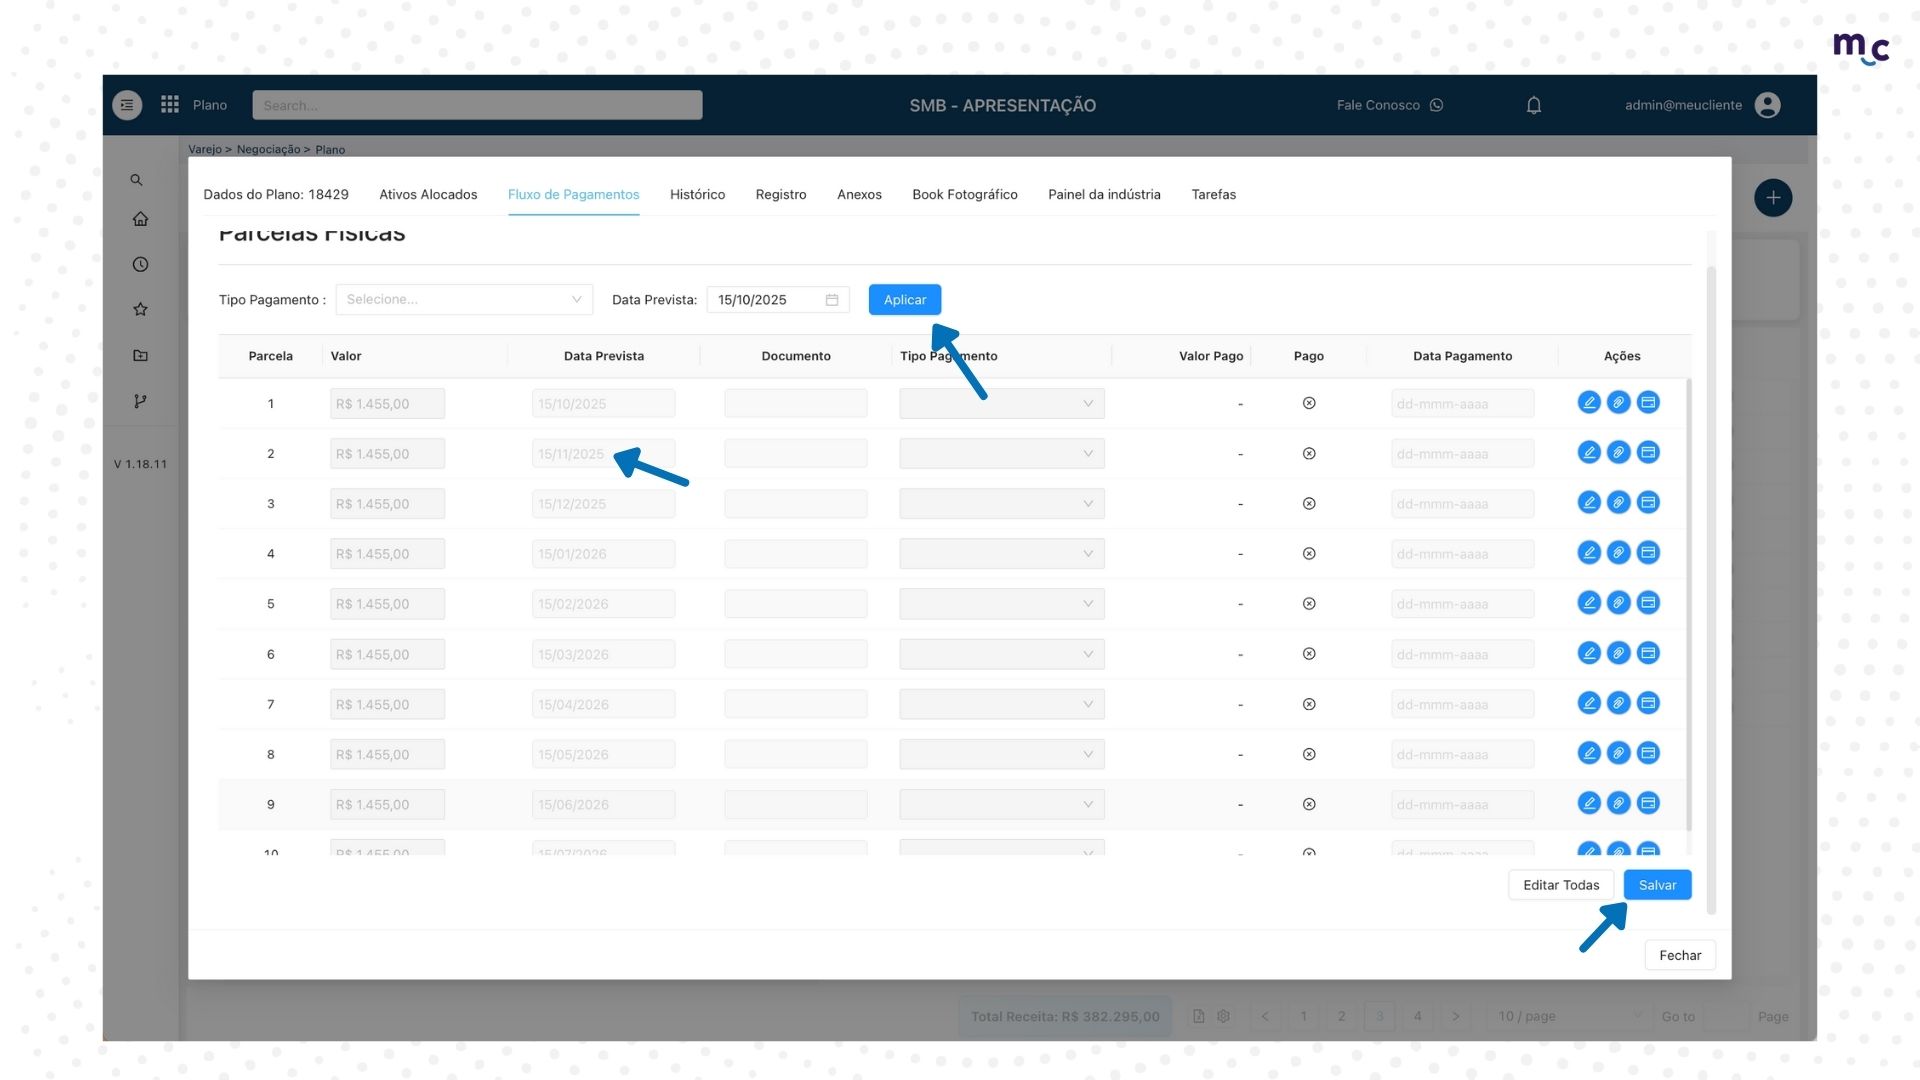 mc
Plano
Search...
SMB - APRESENTAÇÃO
Fale Conosco
admin@meucliente
Varejo > Negociação > Plano
Dados do Plano: 18429 Ativos Alocados Fluxo de Pagamentos Histórico Registro Anexos Book Fotográfico Painel da indústria Tarefas
Parcelas Físicas
Tipo Pagamento : Selecione... Data Prevista: 15/10/2025 Aplicar
Parcela Valor Data Prevista Documento Tipo Pagamento Valor Pago Pago Data Pagamento Ações
1 R$ 1.455,00 15/10/2025 - dd-mmm-aaaa
2 R$ 1.455,00 15/11/2025 - dd-mmm-aaaa
3 R$ 1.455,00 15/12/2025 - dd-mmm-aaaa
4 R$ 1.455,00 15/01/2026 - dd-mmm-aaaa
5 R$ 1.455,00 15/02/2026 - dd-mmm-aaaa
6 R$ 1.455,00 15/03/2026 - dd-mmm-aaaa
7 R$ 1.455,00 15/04/2026 - dd-mmm-aaaa
8 R$ 1.455,00 15/05/2026 - dd-mmm-aaaa
9 R$ 1.455,00 15/06/2026 - dd-mmm-aaaa
10 R$ 1.455,00 15/07/2026 - dd-mmm-aaaa
V 1.18.11
Editar Todas Salvar
Fechar
Total Receita: R$ 382.295,00 < 1 2 3 4 > 10 / page Go to Page